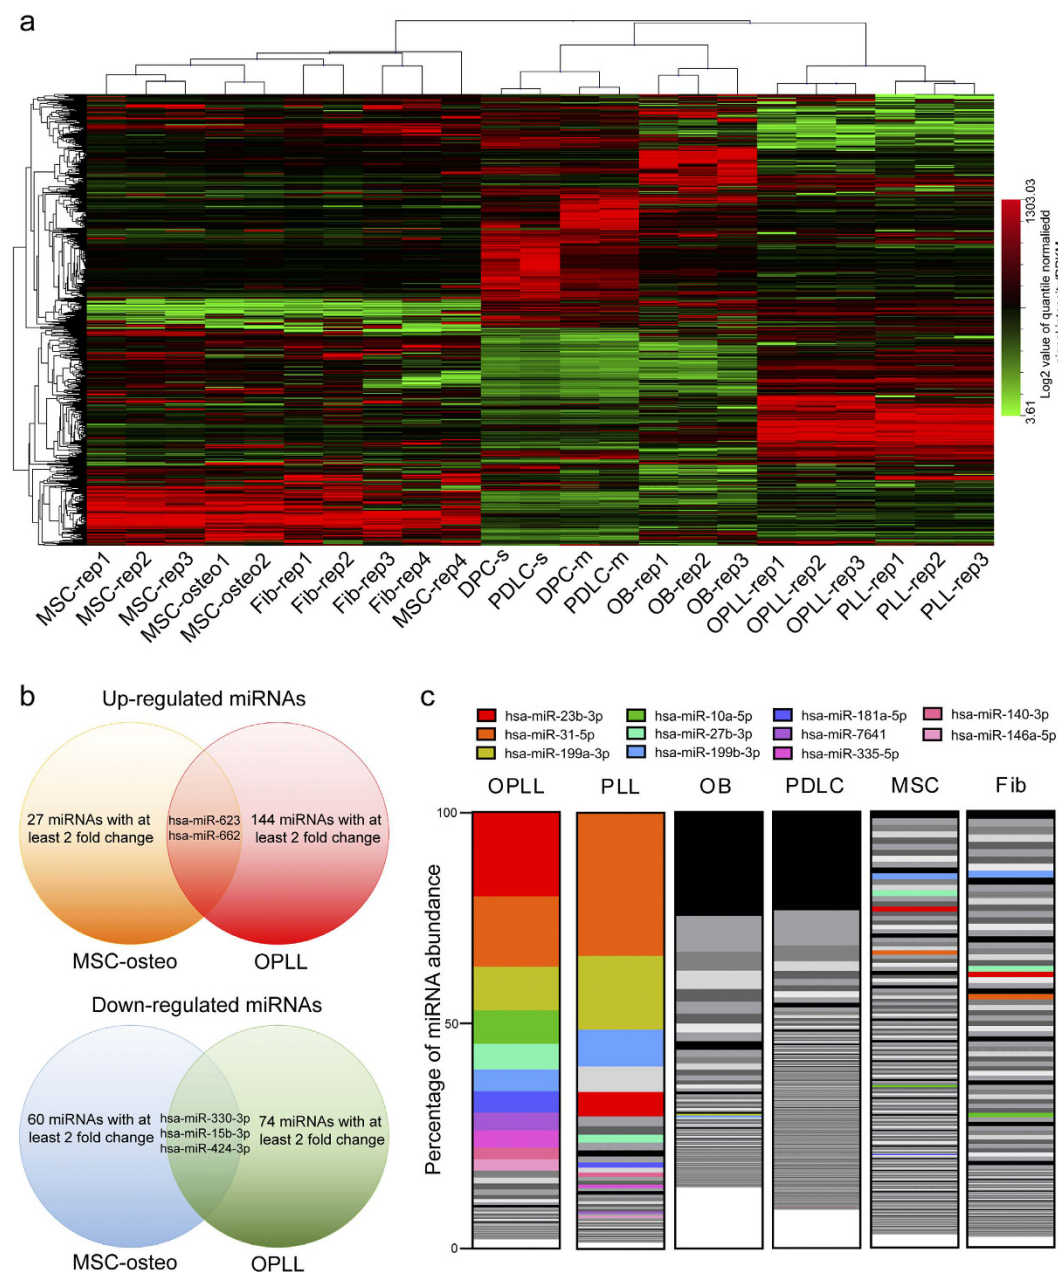 a
1303.03
Log2 value of quantile normaliedd
3.61
MSC-rep1
MSC-rep2
MSC-rep3
MSC-osteo1
MSC-osteo2
Fib-rep1
Fib-rep2
Fib-rep3
Fib-rep4
MSC-rep4
DPC-s
PDLC-s
DPC-m
PDLC-m
OB-rep1
OB-rep2
OB-rep3
OPLL-rep1
OPLL-rep2
OPLL-rep3
PLL-rep1
PLL-rep2
PLL-rep3
b
Up-regulated miRNAs
27 miRNAs with at
least 2 fold change
hsa-miR-623
hsa-miR-662
144 miRNAs with at
least 2 fold change
MSC-osteo
OPLL
Down-regulated miRNAs
60 miRNAs with at
least 2 fold change
hsa-miR-330-3p
hsa-miR-15b-3p
hsa-miR-424-3p
74 miRNAs with at
least 2 fold change
MSC-osteo
OPLL
c
hsa-miR-23b-3p
hsa-miR-31-5p
hsa-miR-199a-3p
hsa-miR-10a-5p
hsa-miR-27b-3p
hsa-miR-199b-3p
hsa-miR-181a-5p
hsa-miR-7641
hsa-miR-335-5p
hsa-miR-140-3p
hsa-miR-146a-5p
OPLL
PLL
OB
PDLC
MSC
Fib
Percentage of miRNA abundance
100
50
0